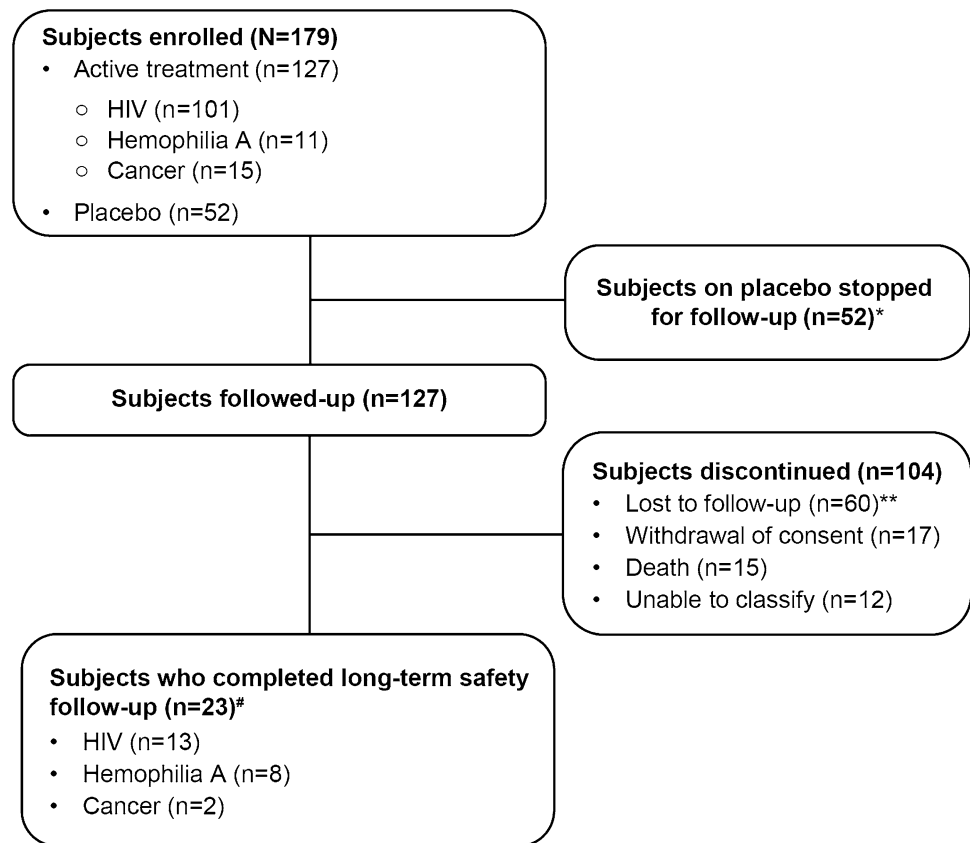 Subjects enrolled (N=179)
• Active treatment (n=127)
○ HIV (n=101)
○ Hemophilia A (n=11)
○ Cancer (n=15)
• Placebo (n=52)
Subjects on placebo stopped
for follow-up (n=52)*
Subjects followed-up (n=127)
Subjects discontinued (n=104)
• Lost to follow-up (n=60)**
• Withdrawal of consent (n=17)
• Death (n=15)
• Unable to classify (n=12)
Subjects who completed long-term safety
follow-up (n=23)#
• HIV (n=13)
• Hemophilia A (n=8)
• Cancer (n=2)